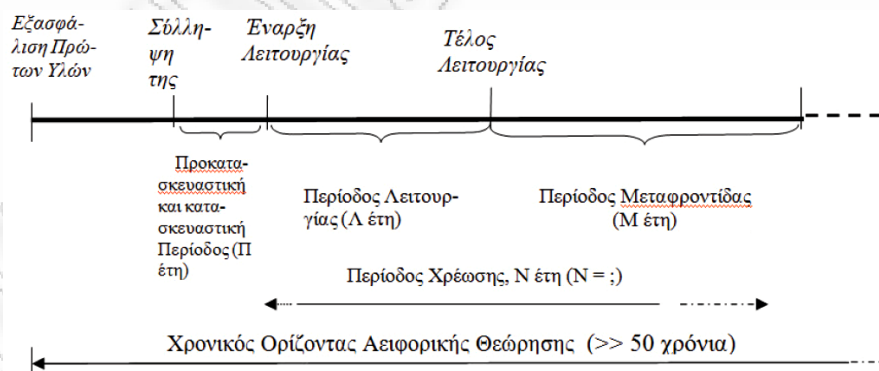 Εξασφά-
λιση Πρώ-
των Υλών
Σύλλη-
ψη
της
Έναρξη
Λειτουργίας
Τέλος
Λειτουργίας
Προκατα-
σκευαστική
και κατα-
σκευαστική
Περίοδος (Π
έτη)
Περίοδος Λειτουρ-
γίας (Λ έτη)
Περίοδος Μεταφροντίδας
(Μ έτη)
Περίοδος Χρέωσης, Ν έτη (Ν = ;)
Χρονικός Ορίζοντας Αειφορικής Θεώρησης (>> 50 χρόνια)